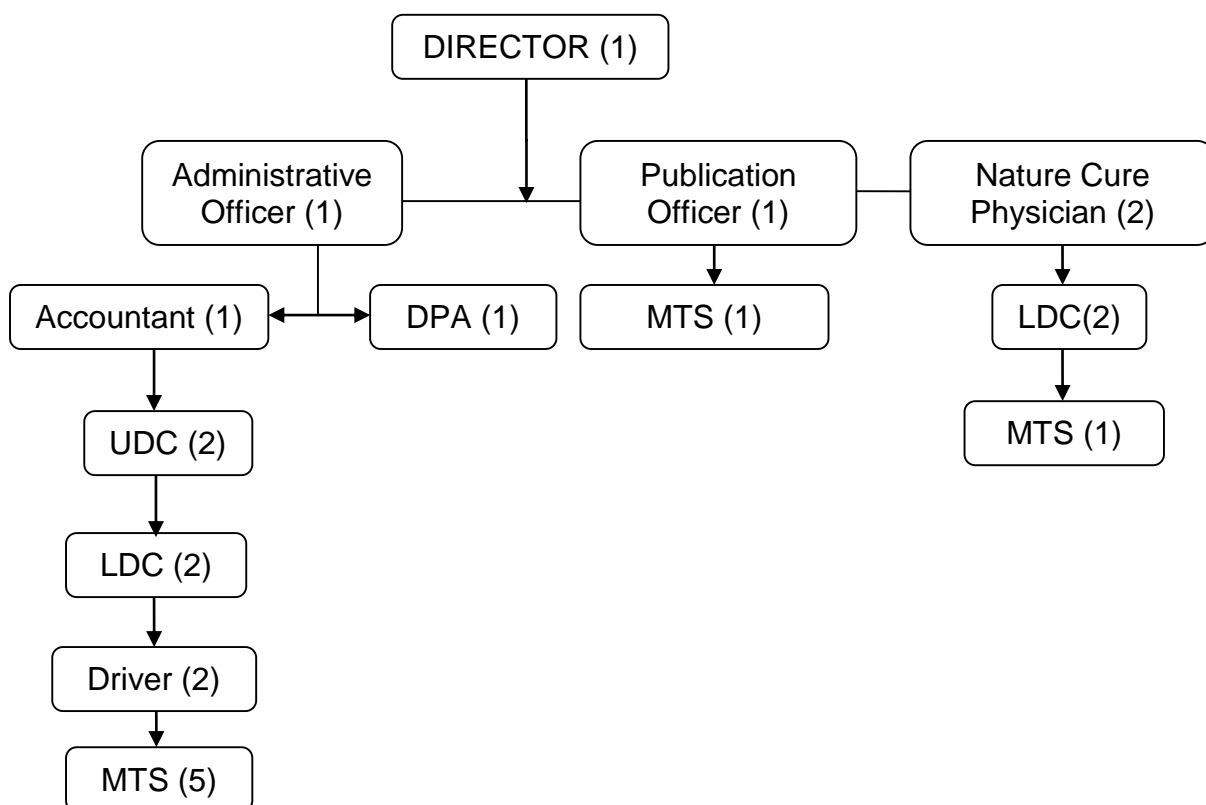 DIRECTOR (1)
Administrative
Officer (1)
Publication
Officer (1)
Nature Cure
Physician (2)
Accountant (1)
DPA (1)
MTS (1)
LDC(2)
UDC (2)
MTS (1)
LDC (2)
Driver (2)
MTS (5)